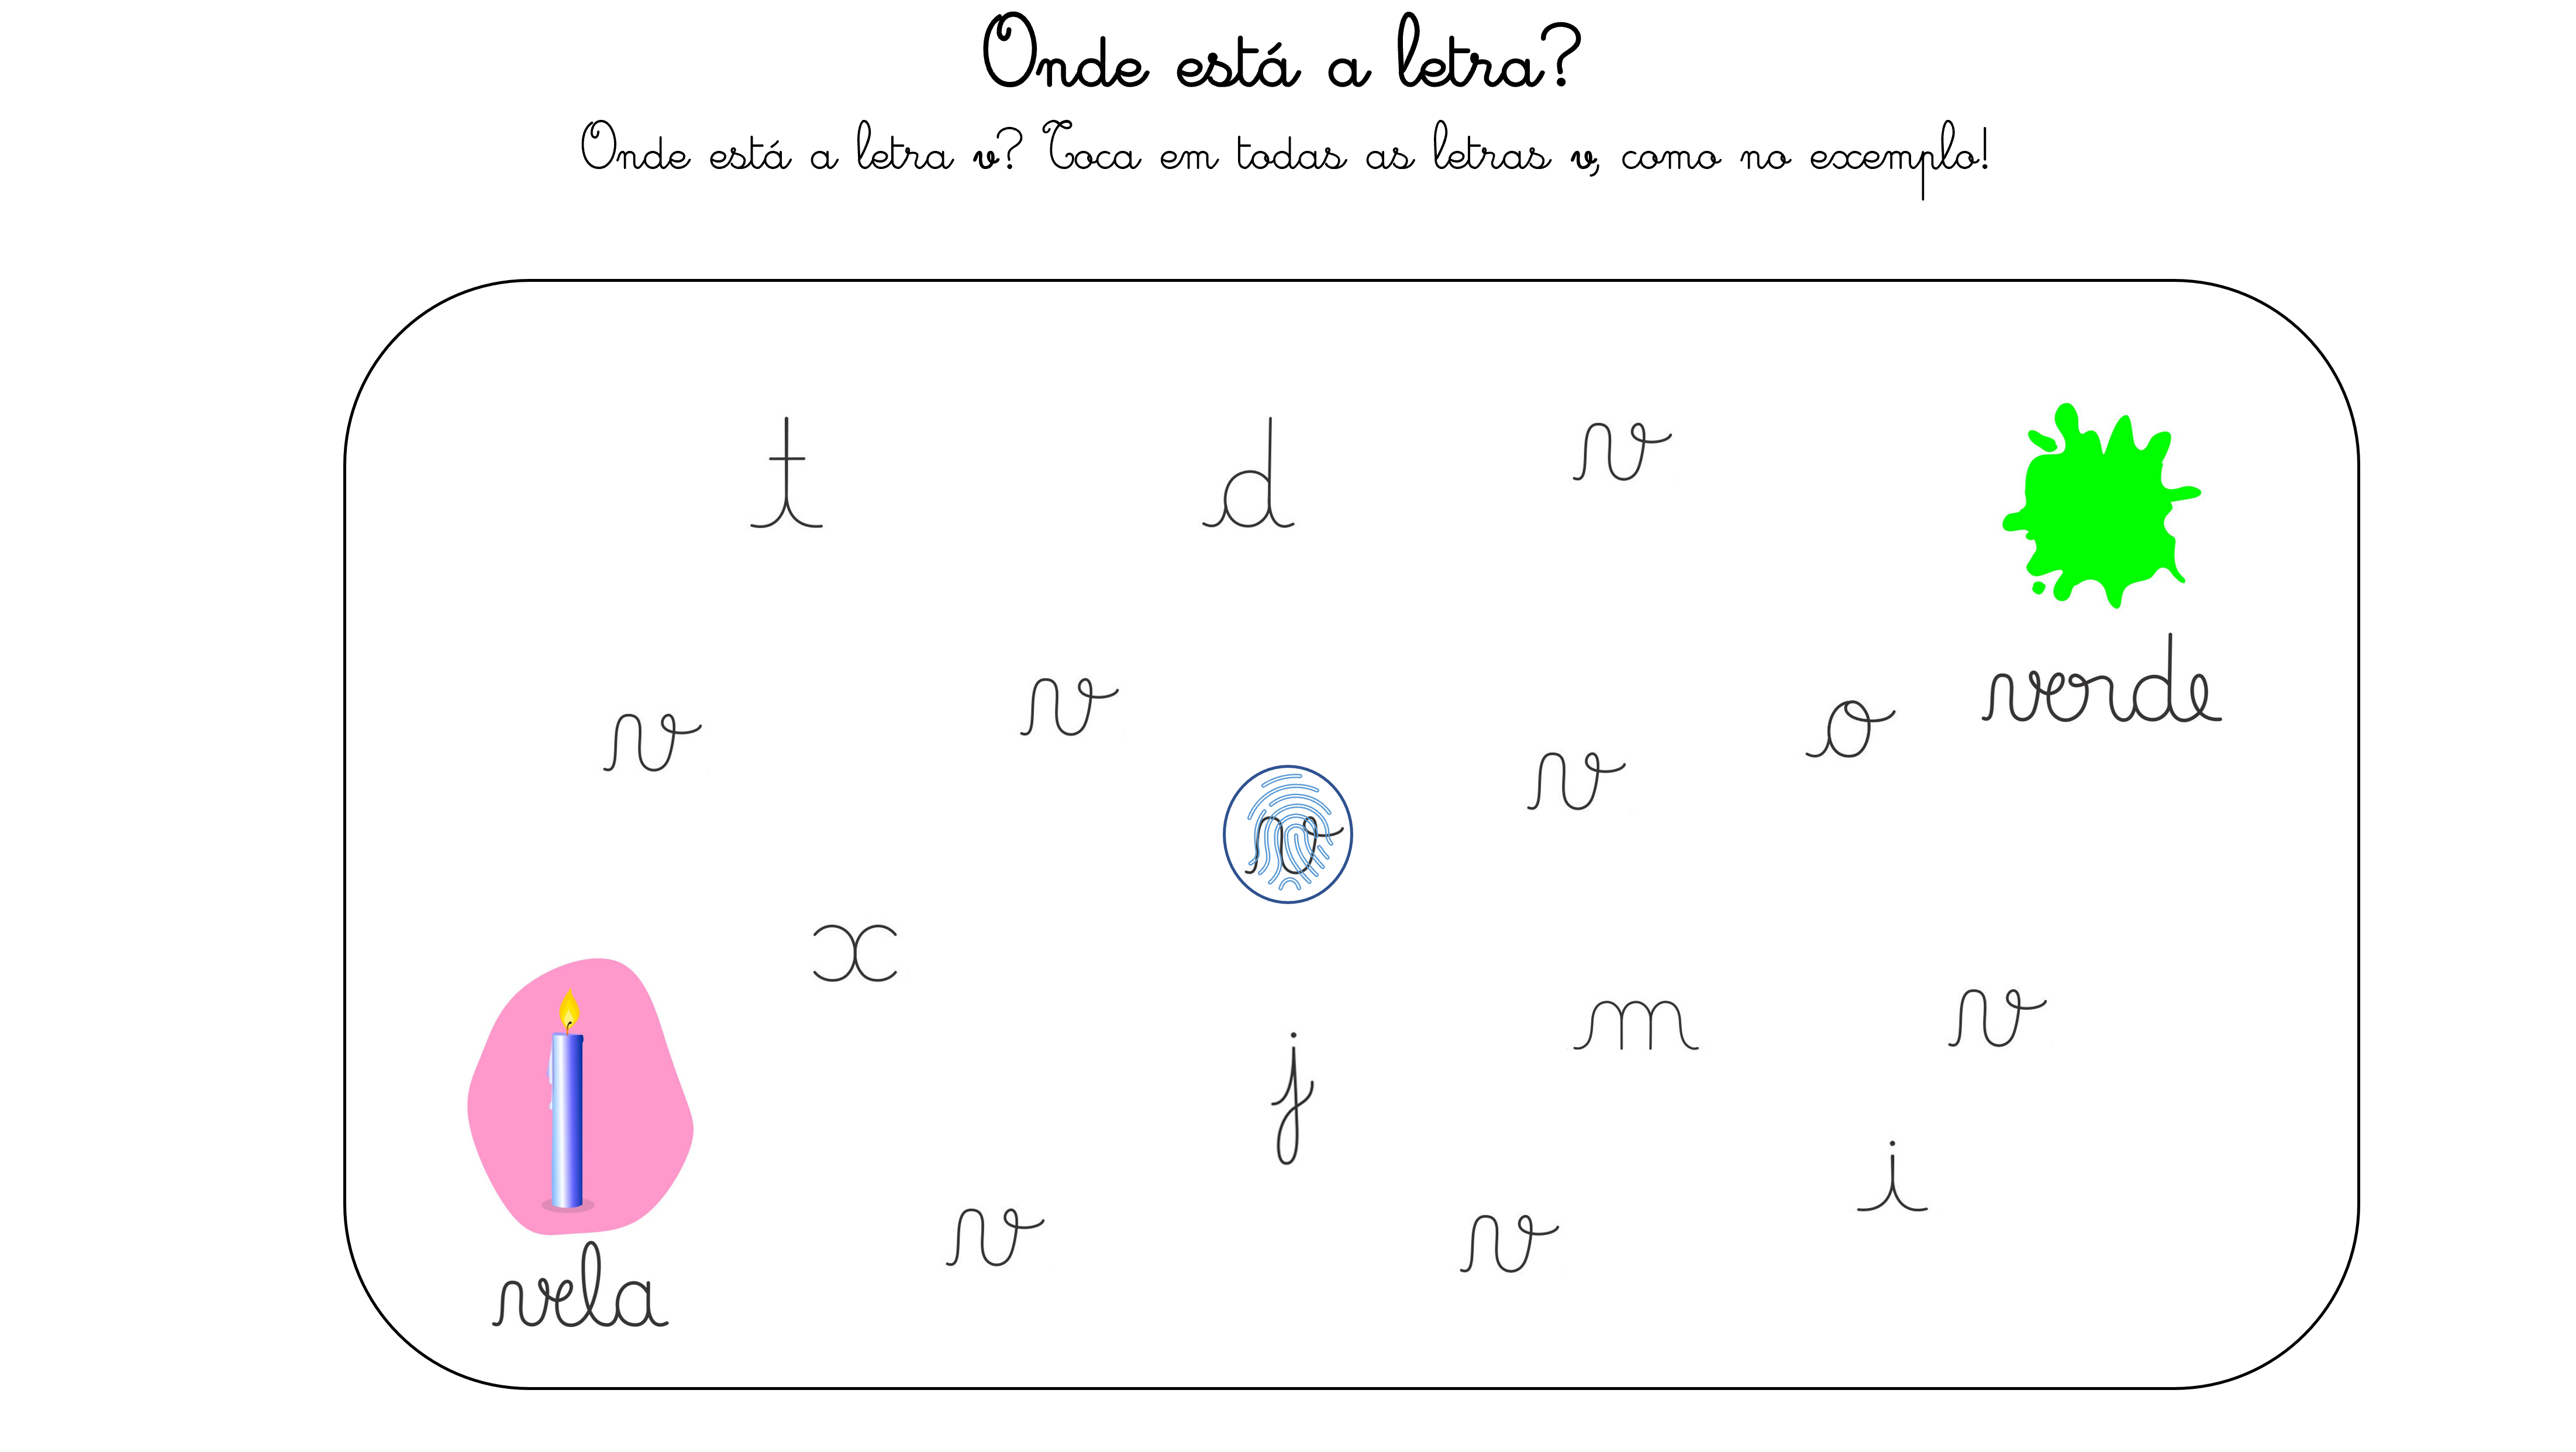 Onde está a letra?
Onde está a letra v? Toca em todas as letras v, como no exemplo!
t d v
v v v o verde
v
x
j m v
i
v v
vela